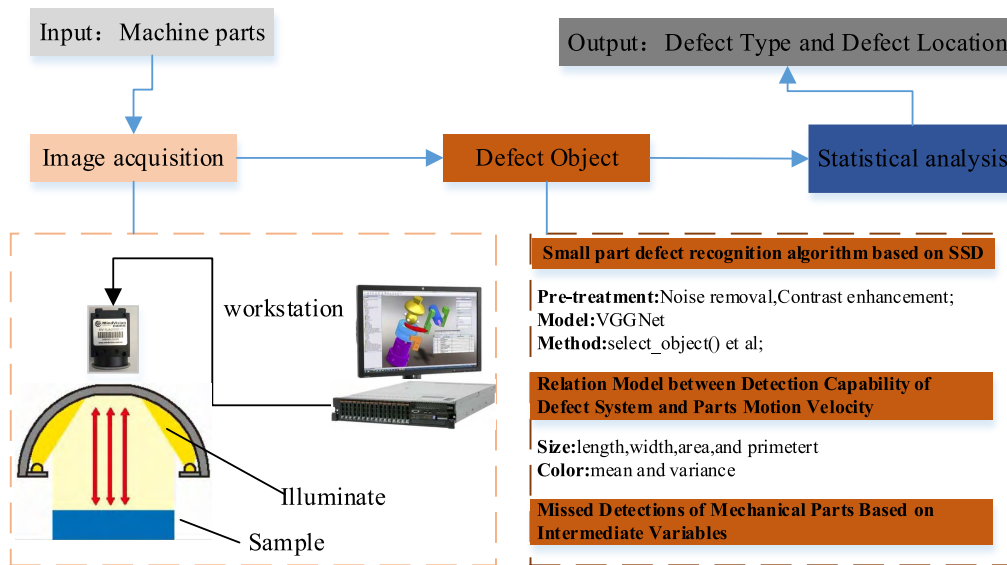 Input：Machine parts
Output：Defect Type and Defect Location
Image acquisition
Defect Object
Statistical analysis
workstation
Illuminate
Sample
Small part defect recognition algorithm based on SSD
Pre-treatment:Noise removal,Contrast enhancement;
Model:VGGNet
Method:select_object() et al;
Relation Model between Detection Capability of
Defect System and Parts Motion Velocity
Size:length,width,area,and primetert
Color:mean and variance
Missed Detections of Mechanical Parts Based on
Intermediate Variables